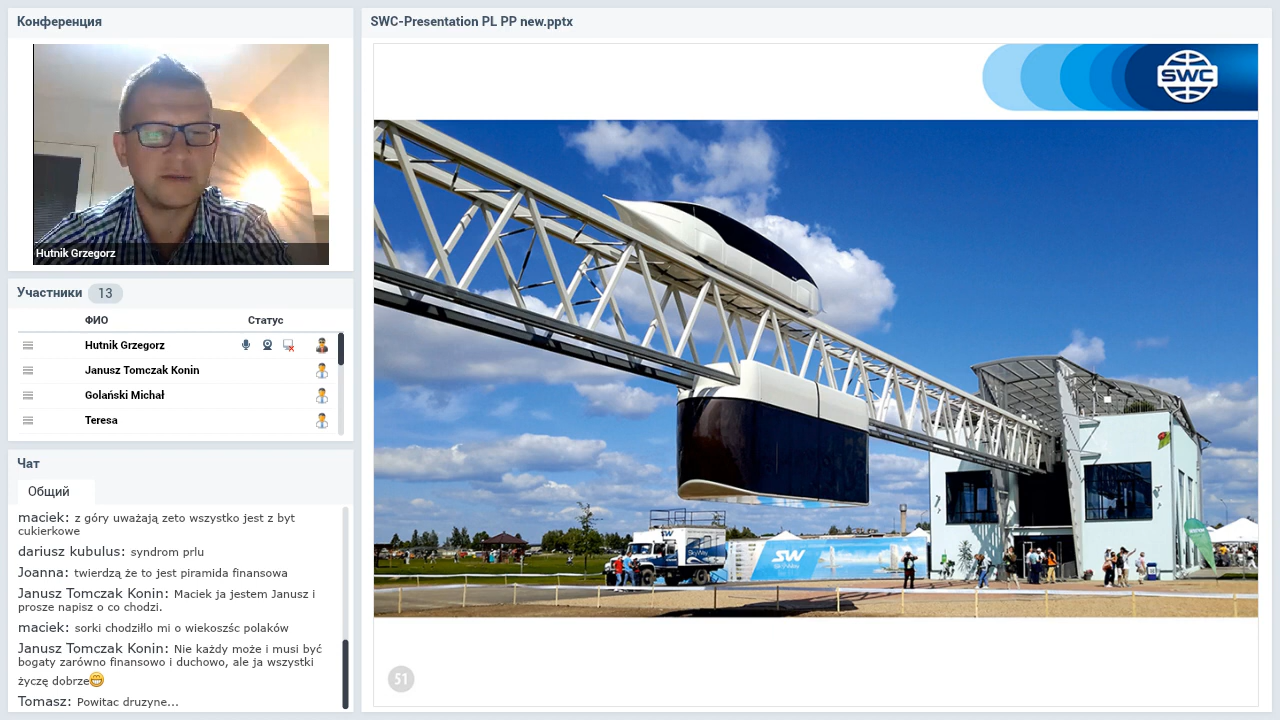 Конференция
Hutnik Grzegorz
Участники 13
ФИО Статус
Hutnik Grzegorz
Janusz Tomczak Konin
Golański Michał
Teresa
Чат
Общий
maciek: z góry uważają zeto wszystko jest z byt
cukierkowe
dariusz kubulus: syndrom prlu
Joanna: twierdzą że to jest piramida finansowa
Janusz Tomczak Konin: Maciek ja jestem Janusz i
prosze napisz o co chodzi.
maciek: sorki chodziłło mi o wiekoszśc polaków
Janusz Tomczak Konin: Nie każdy może i musi być
bogaty zarówno finansowo i duchowo, ale ja wszystki
życzę dobrze
Tomasz: Powitac druzyne...
SWC-Presentation PL PP new.pptx
SWC
SW
SkyWay
SW
SkyWay
51